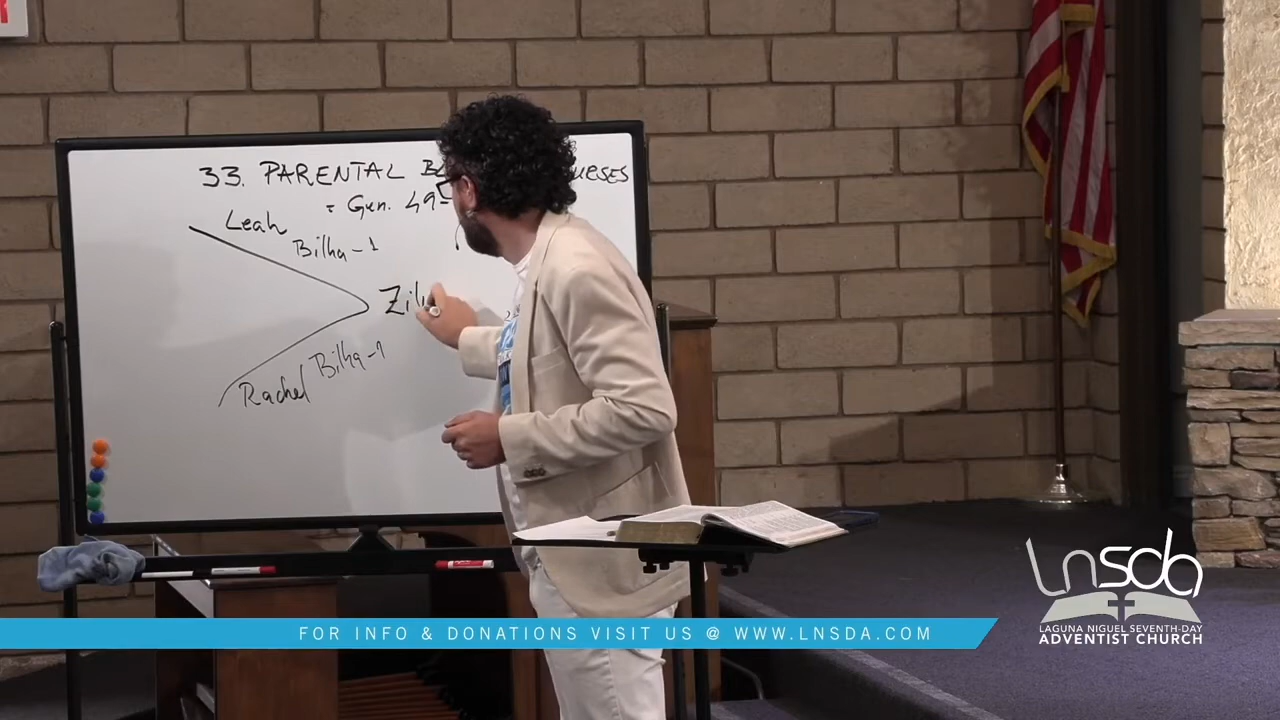 33. PARENTAL
= Gen. 49-
Leah
Bilha-1
Zil
Rachel Bilha-1
FOR INFO & DONATIONS VISIT US @ WWW.LNSDA.COM
LNSDA
LAGUNA NIGUEL SEVENTH-DAY
ADVENTIST CHURCH